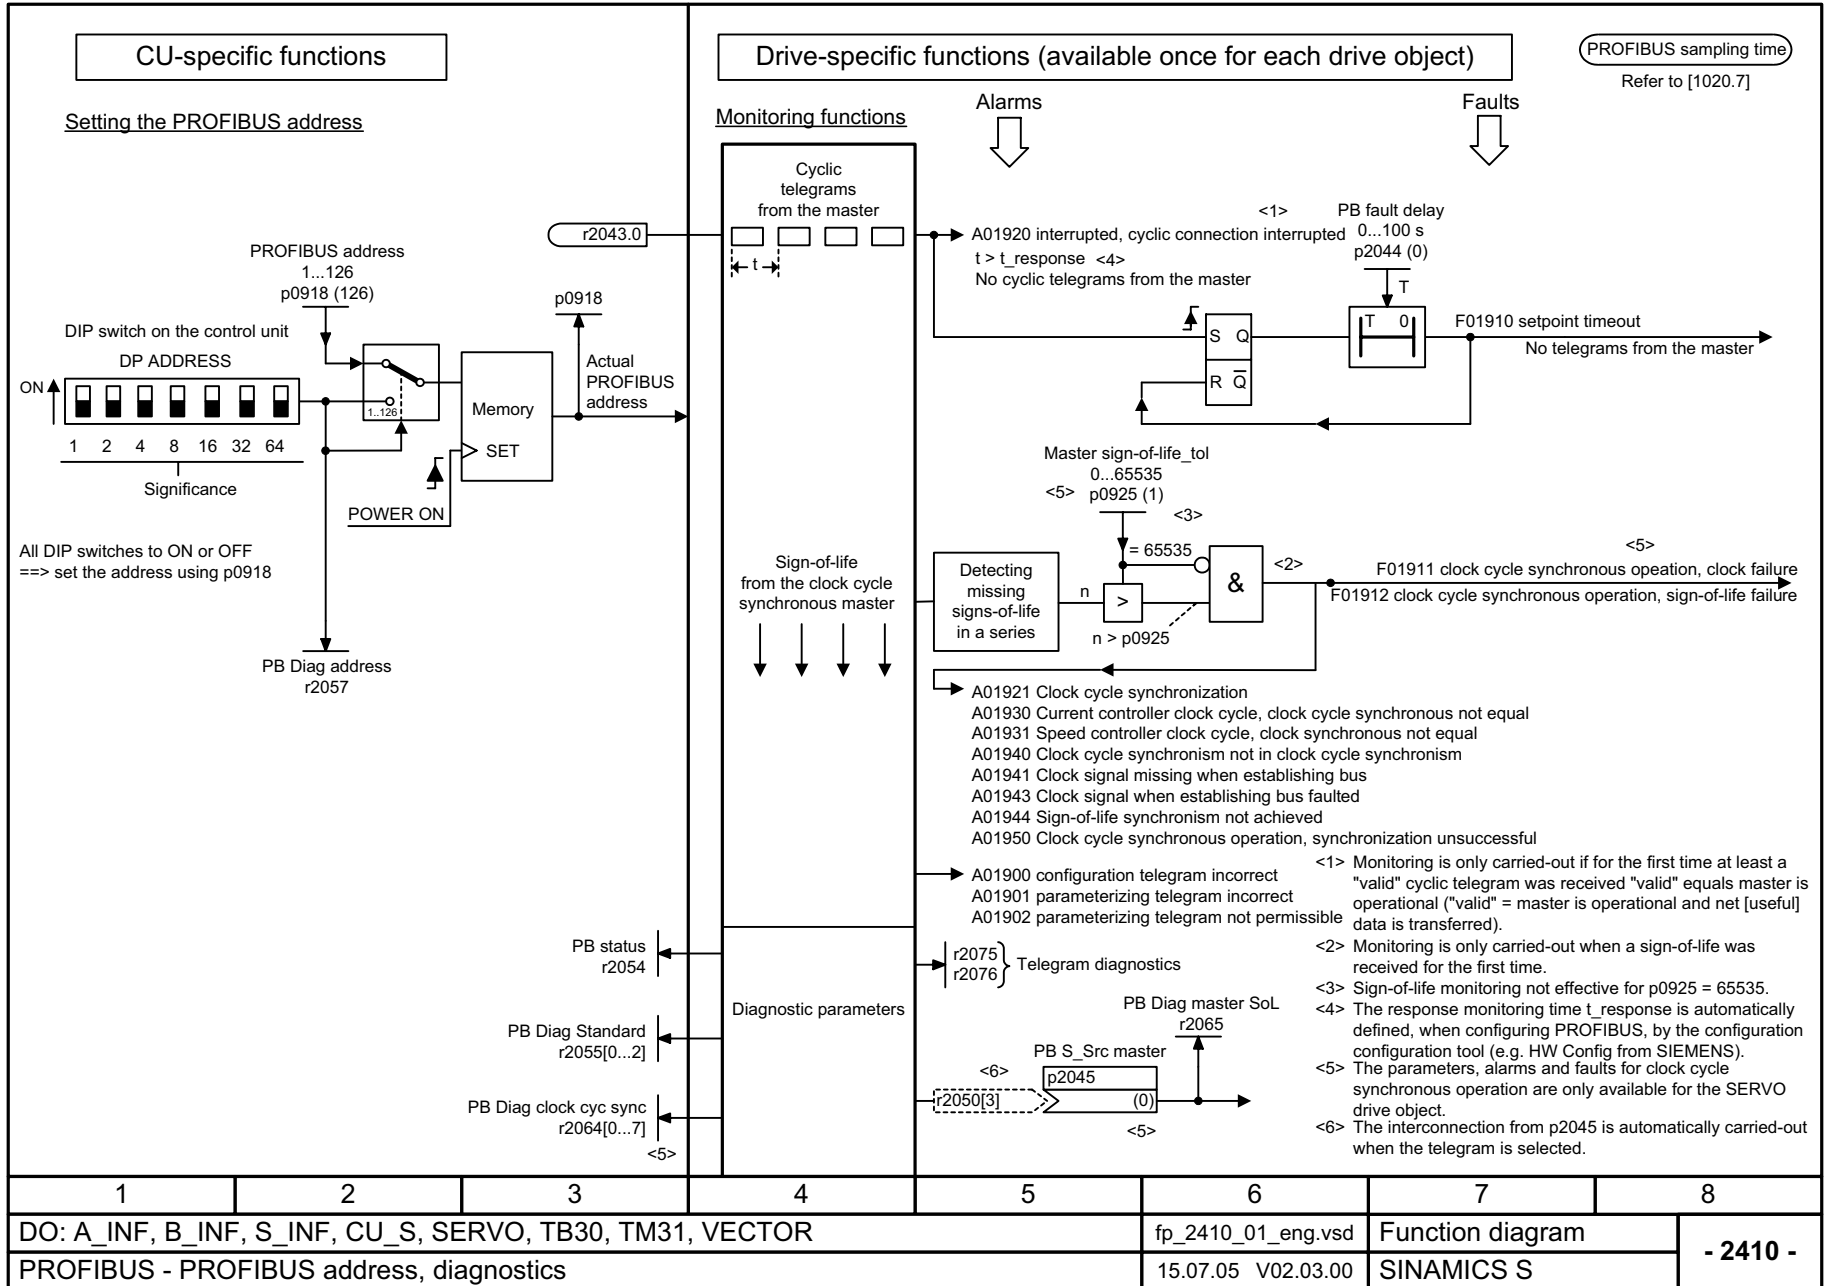 CU-specific functions
Drive-specific functions (available once for each drive object)
PROFIBUS sampling time
Refer to [1020.7]
Setting the PROFIBUS address
Monitoring functions
Alarms
Faults
Cyclic
telegrams
from the master
r2043.0
t
A01920 interrupted, cyclic connection interrupted
<1>
t > t_response <4>
No cyclic telegrams from the master
PB fault delay
0...100 s
p2044 (0)
T
T 0
S Q
R Q̅
F01910 setpoint timeout
No telegrams from the master
PROFIBUS address
1...126
p0918 (126)
DIP switch on the control unit
DP ADDRESS
ON
1 2 4 8 16 32 64
Significance
1..126
Memory
SET
POWER ON
p0918
Actual
PROFIBUS
address
All DIP switches to ON or OFF
==> set the address using p0918
PB Diag address
r2057
Sign-of-life
from the clock cycle
synchronous master
Master sign-of-life_tol
0...65535
<5> p0925 (1)
<3>
= 65535
Detecting
missing
signs-of-life
in a series
n
>
n > p0925
&
<2>
<5>
F01911 clock cycle synchronous opeation, clock failure
F01912 clock cycle synchronous operation, sign-of-life failure
A01921 Clock cycle synchronization
A01930 Current controller clock cycle, clock cycle synchronous not equal
A01931 Speed controller clock cycle, clock synchronous not equal
A01940 Clock cycle synchronism not in clock cycle synchronism
A01941 Clock signal missing when establishing bus
A01943 Clock signal when establishing bus faulted
A01944 Sign-of-life synchronism not achieved
A01950 Clock cycle synchronous operation, synchronization unsuccessful
A01900 configuration telegram incorrect
A01901 parameterizing telegram incorrect
A01902 parameterizing telegram not permissible
PB status
r2054
PB Diag Standard
r2055[0...2]
PB Diag clock cyc sync
r2064[0...7]
<5>
Diagnostic parameters
r2075
r2076
Telegram diagnostics
PB Diag master SoL
r2065
PB S_Src master
<6>
p2045
r2050[3]
(0)
<5>
<1> Monitoring is only carried-out if for the first time at least a
"valid" cyclic telegram was received "valid" equals master is
operational ("valid" = master is operational and net [useful]
data is transferred).
<2> Monitoring is only carried-out when a sign-of-life was
received for the first time.
<3> Sign-of-life monitoring not effective for p0925 = 65535.
<4> The response monitoring time t_response is automatically
defined, when configuring PROFIBUS, by the configuration
configuration tool (e.g. HW Config from SIEMENS).
<5> The parameters, alarms and faults for clock cycle
synchronous operation are only available for the SERVO
drive object.
<6> The interconnection from p2045 is automatically carried-out
when the telegram is selected.
1 2 3 4 5 6 7 8
DO: A_INF, B_INF, S_INF, CU_S, SERVO, TB30, TM31, VECTOR
fp_2410_01_eng.vsd
Function diagram
- 2410 -
PROFIBUS - PROFIBUS address, diagnostics
15.07.05 V02.03.00
SINAMICS S